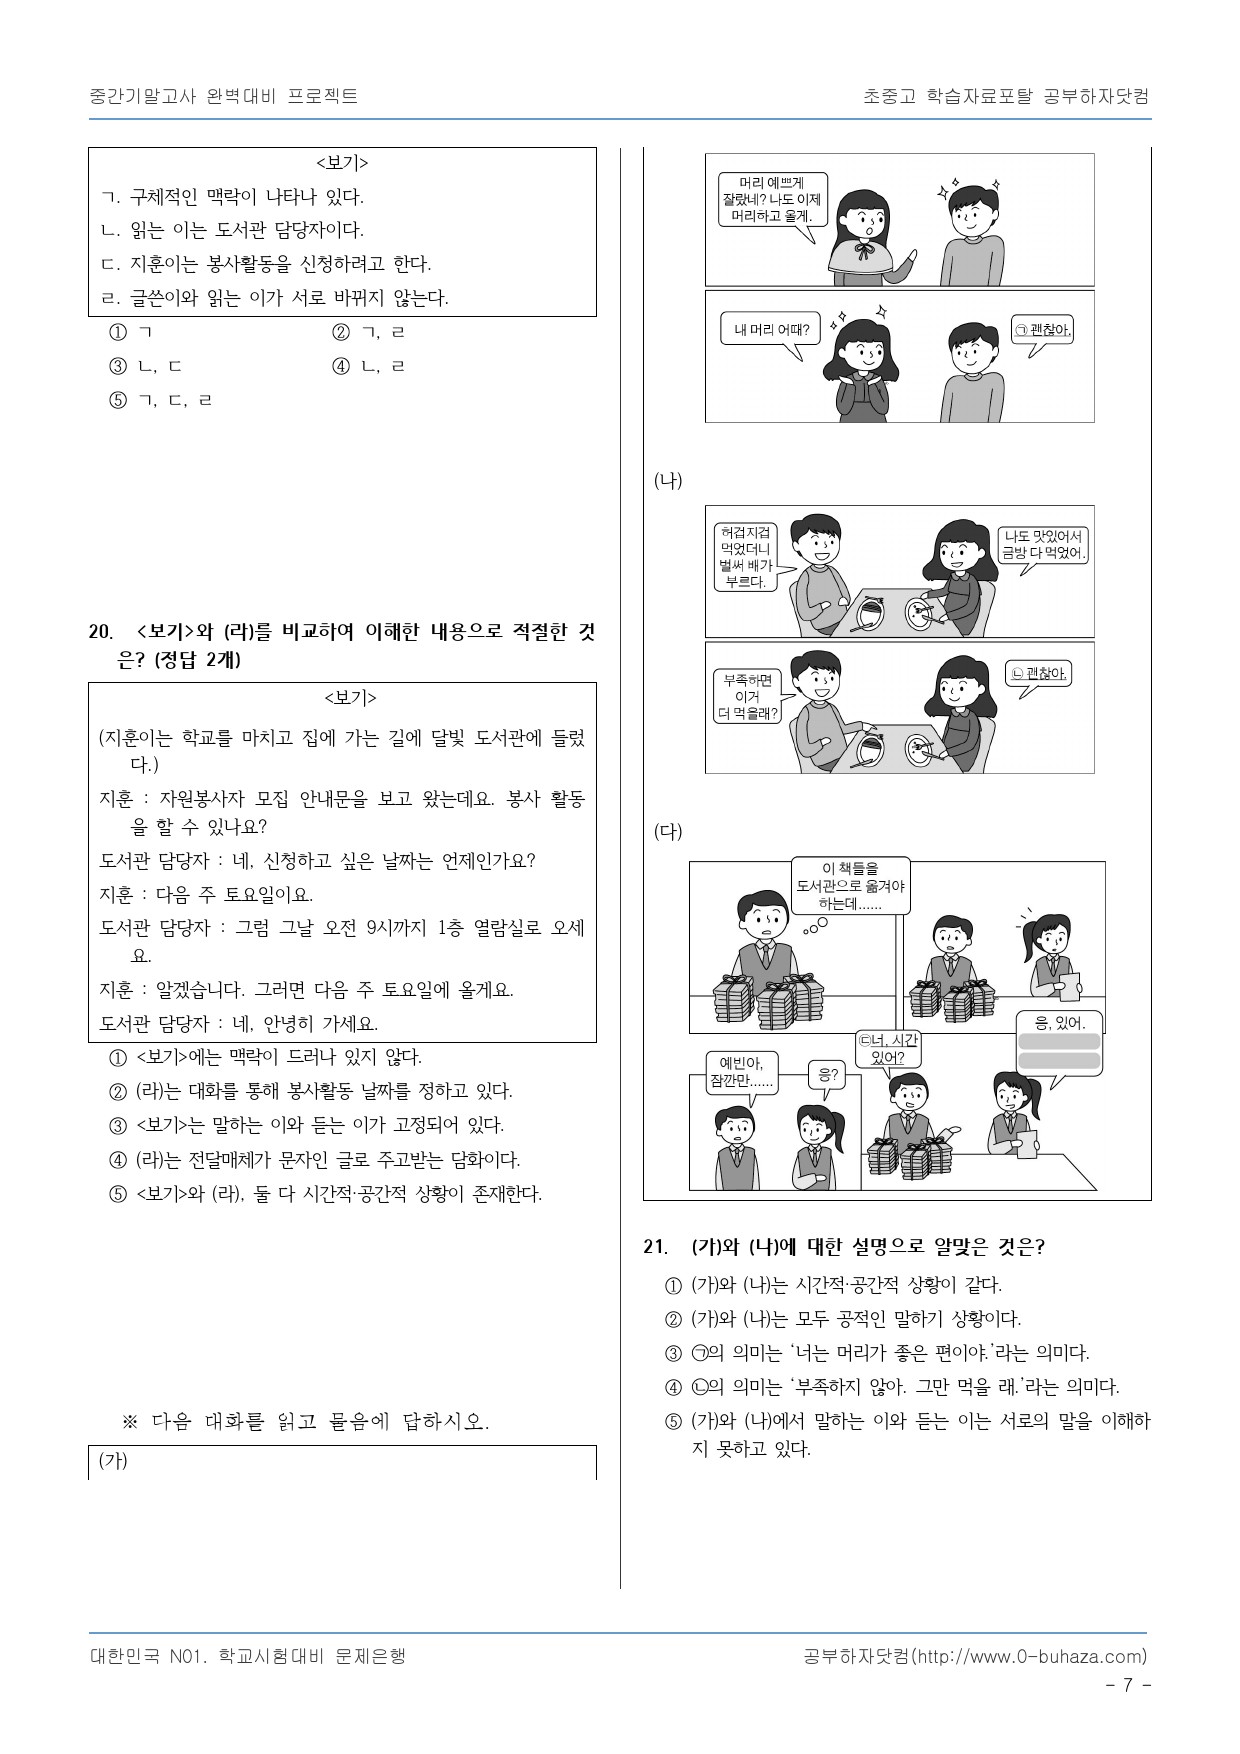 중간기말고사 완벽대비 프로젝트
초중고 학습자료포탈 공부하자닷컴
<보기>
ㄱ. 구체적인 맥락이 나타나 있다.
ㄴ. 읽는 이는 도서관 담당자이다.
ㄷ. 지훈이는 봉사활동을 신청하려고 한다.
ㄹ. 글쓴이와 읽는 이가 서로 바뀌지 않는다.
① ㄱ ② ㄱ, ㄹ
③ ㄴ, ㄷ ④ ㄴ, ㄹ
⑤ ㄱ, ㄷ, ㄹ
20. <보기>와 (라)를 비교하여 이해한 내용으로 적절한 것
은? (정답 2개)
<보기>
(지훈이는 학교를 마치고 집에 가는 길에 달빛 도서관에 들렀
다.)
지훈 : 자원봉사자 모집 안내문을 보고 왔는데요. 봉사 활동
을 할 수 있나요?
도서관 담당자 : 네, 신청하고 싶은 날짜는 언제인가요?
지훈 : 다음 주 토요일이요.
도서관 담당자 : 그럼 그날 오전 9시까지 1층 열람실로 오세
요.
지훈 : 알겠습니다. 그러면 다음 주 토요일에 올게요.
도서관 담당자 : 네, 안녕히 가세요.
① <보기>에는 맥락이 드러나 있지 않다.
② (라)는 대화를 통해 봉사활동 날짜를 정하고 있다.
③ <보기>는 말하는 이와 듣는 이가 고정되어 있다.
④ (라)는 전달매체가 문자인 글로 주고받는 담화이다.
⑤ <보기>와 (라), 둘 다 시간적·공간적 상황이 존재한다.
※ 다음 대화를 읽고 물음에 답하시오.
(가)
머리 예쁘게
잘랐네? 나도 이제
머리하고 올게.
내 머리 어때?
㉠ 괜찮아.
(나)
허겁지겁
먹었더니
벌써 배가
부르다.
나도 맛있어서
금방 다 먹었어.
부족하면
이거
더 먹을래?
㉡ 괜찮아.
(다)
이 책들을
도서관으로 옮겨야
하는데……
예빈아,
잠깐만……
응?
㉢너, 시간
있어?
응, 있어.
21. (가)와 (나)에 대한 설명으로 알맞은 것은?
① (가)와 (나)는 시간적·공간적 상황이 같다.
② (가)와 (나)는 모두 공적인 말하기 상황이다.
③ ㉠의 의미는 ‘너는 머리가 좋은 편이야.’라는 의미다.
④ ㉡의 의미는 ‘부족하지 않아. 그만 먹을 래.’라는 의미다.
⑤ (가)와 (나)에서 말하는 이와 듣는 이는 서로의 말을 이해하
지 못하고 있다.
대한민국 N01. 학교시험대비 문제은행
공부하자닷컴(http://www.0-buhaza.com)
- 7 -